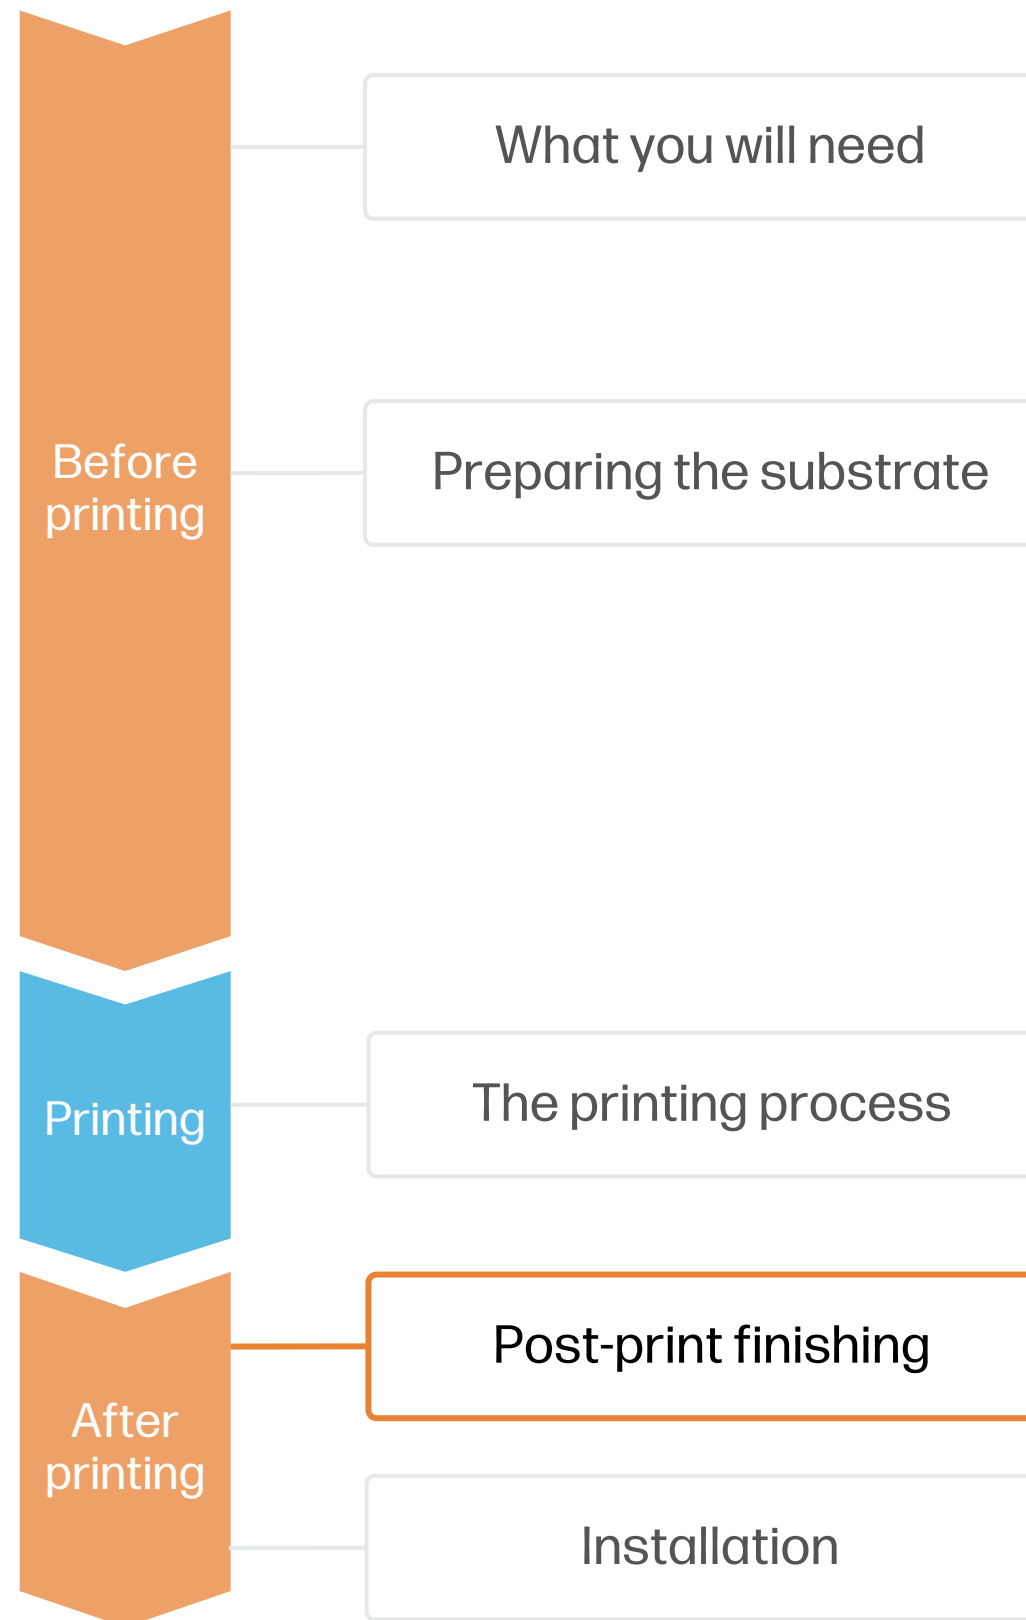 What you will need
Before
printing
Preparing the substrate
Printing
The printing process
After
printing
Post-print finishing
Installation